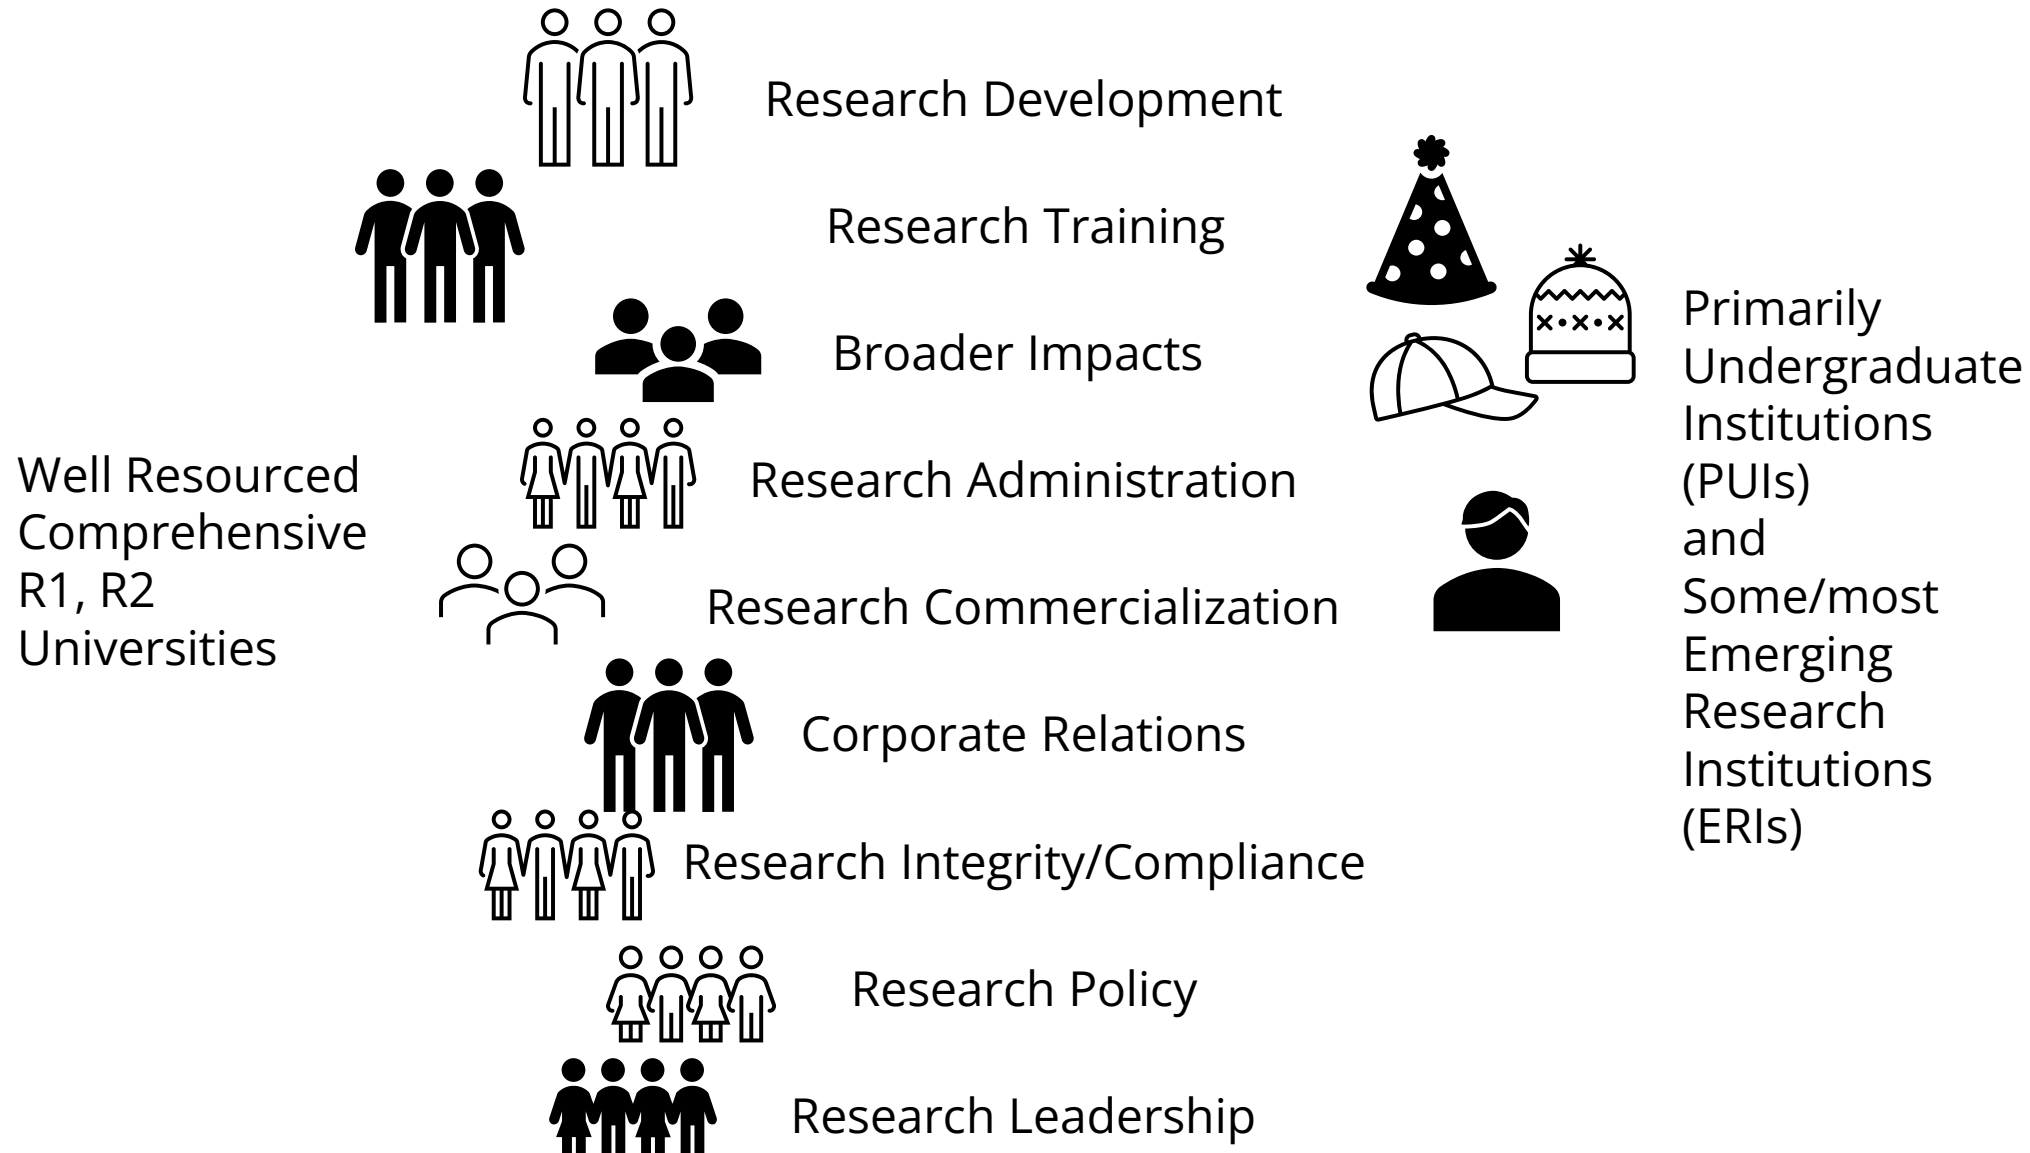 Research Development
Research Training
Broader Impacts
Research Administration
Research Commercialization
Corporate Relations
Research Integrity/Compliance
Research Policy
Research Leadership
Well Resourced
Comprehensive
R1, R2
Universities
Primarily
Undergraduate
Institutions
(PUIs)
and
Some/most
Emerging
Research
Institutions
(ERIs)